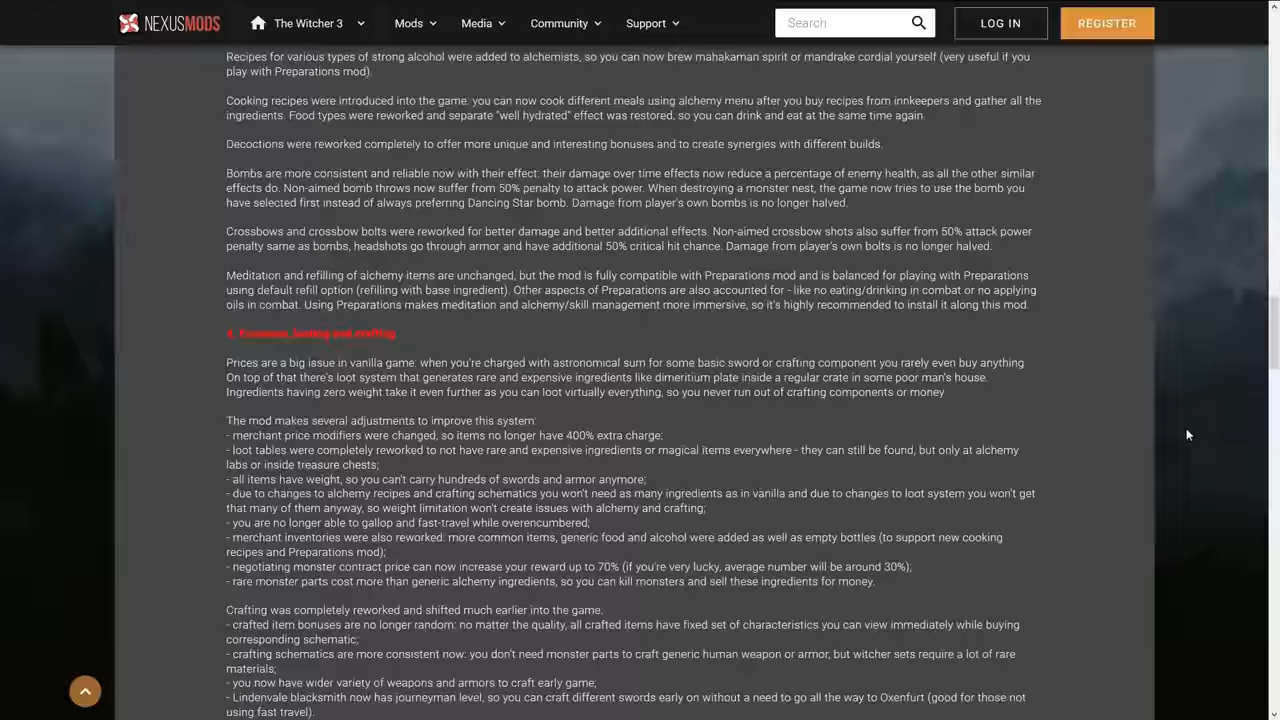 NEXUSMODS
The Witcher 3
Mods
Media
Community
Support
Search
LOG IN
REGISTER
Recipes for various types of strong alcohol were added to alchemists, so you can now brew mahakaman spirit or mandrake cordial yourself (very useful if you
play with Preparations mod).
Cooking recipes were introduced into the game: you can now cook different meals using alchemy menu after you buy recipes from innkeepers and gather all the
ingredients. Food types were reworked and separate "well hydrated" effect was restored, so you can drink and eat at the same time again.
Decoctions were reworked completely to offer more unique and interesting bonuses and to create synergies with different builds.
Bombs are more consistent and reliable now with their effect: their damage over time effects now reduce a percentage of enemy health, as all the other similar
effects do. Non-aimed bomb throws now suffer from 50% penalty to attack power. When destroying a monster nest, the game now tries to use the bomb you
have selected first instead of always preferring Dancing Star bomb. Damage from player's own bombs is no longer halved.
Crossbows and crossbow bolts were reworked for better damage and better additional effects. Non-aimed crossbow shots also suffer from 50% attack power
penalty same as bombs, headshots go through armor and have additional 50% critical hit chance. Damage from player's own bolts is no longer halved.
Meditation and refilling of alchemy items are unchanged, but the mod is fully compatible with Preparations mod and is balanced for playing with Preparations
using default refill option (refilling with base ingredient). Other aspects of Preparations are also accounted for - like no eating/drinking in combat or no applying
oils in combat. Using Preparations makes meditation and alchemy/skill management more immersive, so it's highly recommended to install it along this mod.
4. Economy, looting and crafting
Prices are a big issue in vanilla game: when you're charged with astronomical sum for some basic sword or crafting component you rarely even buy anything
On top of that there's loot system that generates rare and expensive ingredients like dimeritium plate inside a regular crate in some poor man's house.
Ingredients having zero weight take it even further as you can loot virtually everything, so you never run out of crafting components or money
The mod makes several adjustments to improve this system:
- merchant price modifiers were changed, so items no longer have 400% extra charge;
- loot tables were completely reworked to not have rare and expensive ingredients or magical items everywhere - they can still be found, but only at alchemy
labs or inside treasure chests;
- all items have weight, so you can't carry hundreds of swords and armor anymore;
- due to changes to alchemy recipes and crafting schematics you won't need as many ingredients as in vanilla and due to changes to loot system you won't get
that many of them anyway, so weight limitation won't create issues with alchemy and crafting;
- you are no longer able to gallop and fast-travel while overencumbered;
- merchant inventories were also reworked: more common items, generic food and alcohol were added as well as empty bottles (to support new cooking
recipes and Preparations mod);
- negotiating monster contract price can now increase your reward up to 70% (if you're very lucky, average number will be around 30%);
- rare monster parts cost more than generic alchemy ingredients, so you can kill monsters and sell these ingredients for money.
Crafting was completely reworked and shifted much earlier into the game.
- crafted item bonuses are no longer random: no matter the quality, all crafted items have fixed set of characteristics you can view immediately while buying
corresponding schematic;
- crafting schematics are more consistent now: you don't need monster parts to craft generic human weapon or armor, but witcher sets require a lot of rare
materials;
- you now have wider variety of weapons and armors to craft early game;
- Lindenvale blacksmith now has journeyman level, so you can craft different swords early on without a need to go all the way to Oxenfurt (good for those not
using fast travel).